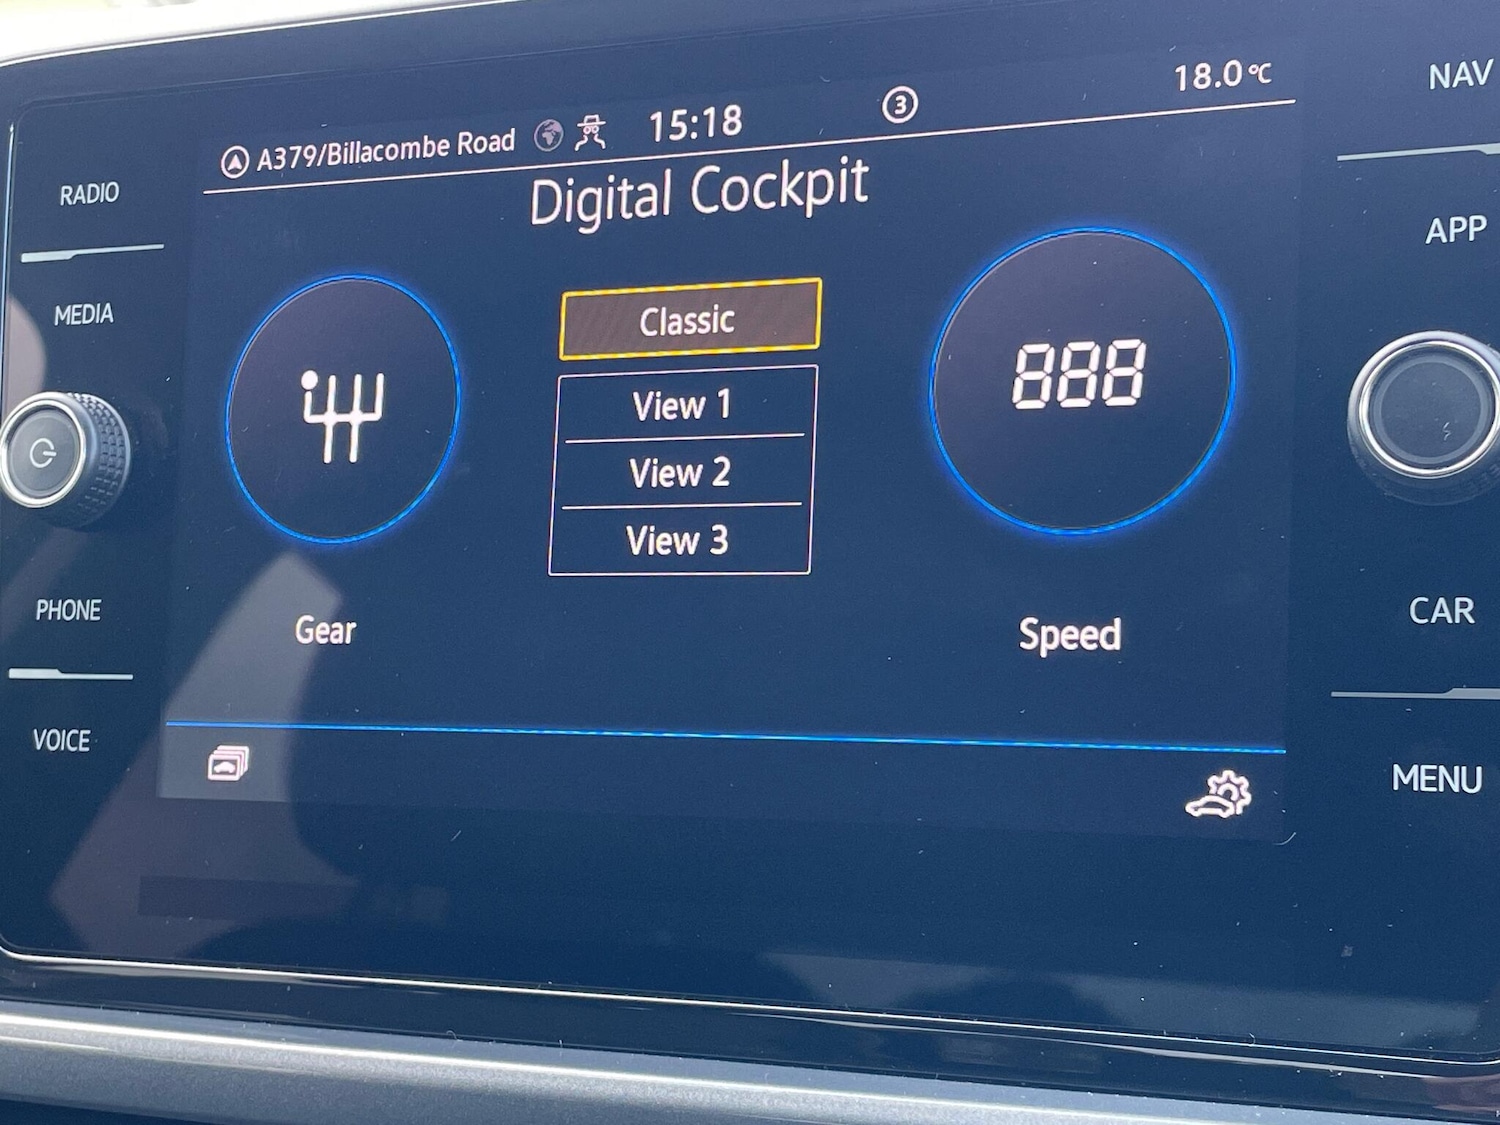 A379/Billacombe Road 15:18 3 18.0°C
Digital Cockpit
RADIO
MEDIA
PHONE
VOICE
Classic
View 1
View 2
View 3
888
Gear
Speed
NAV
APP
CAR
MENU